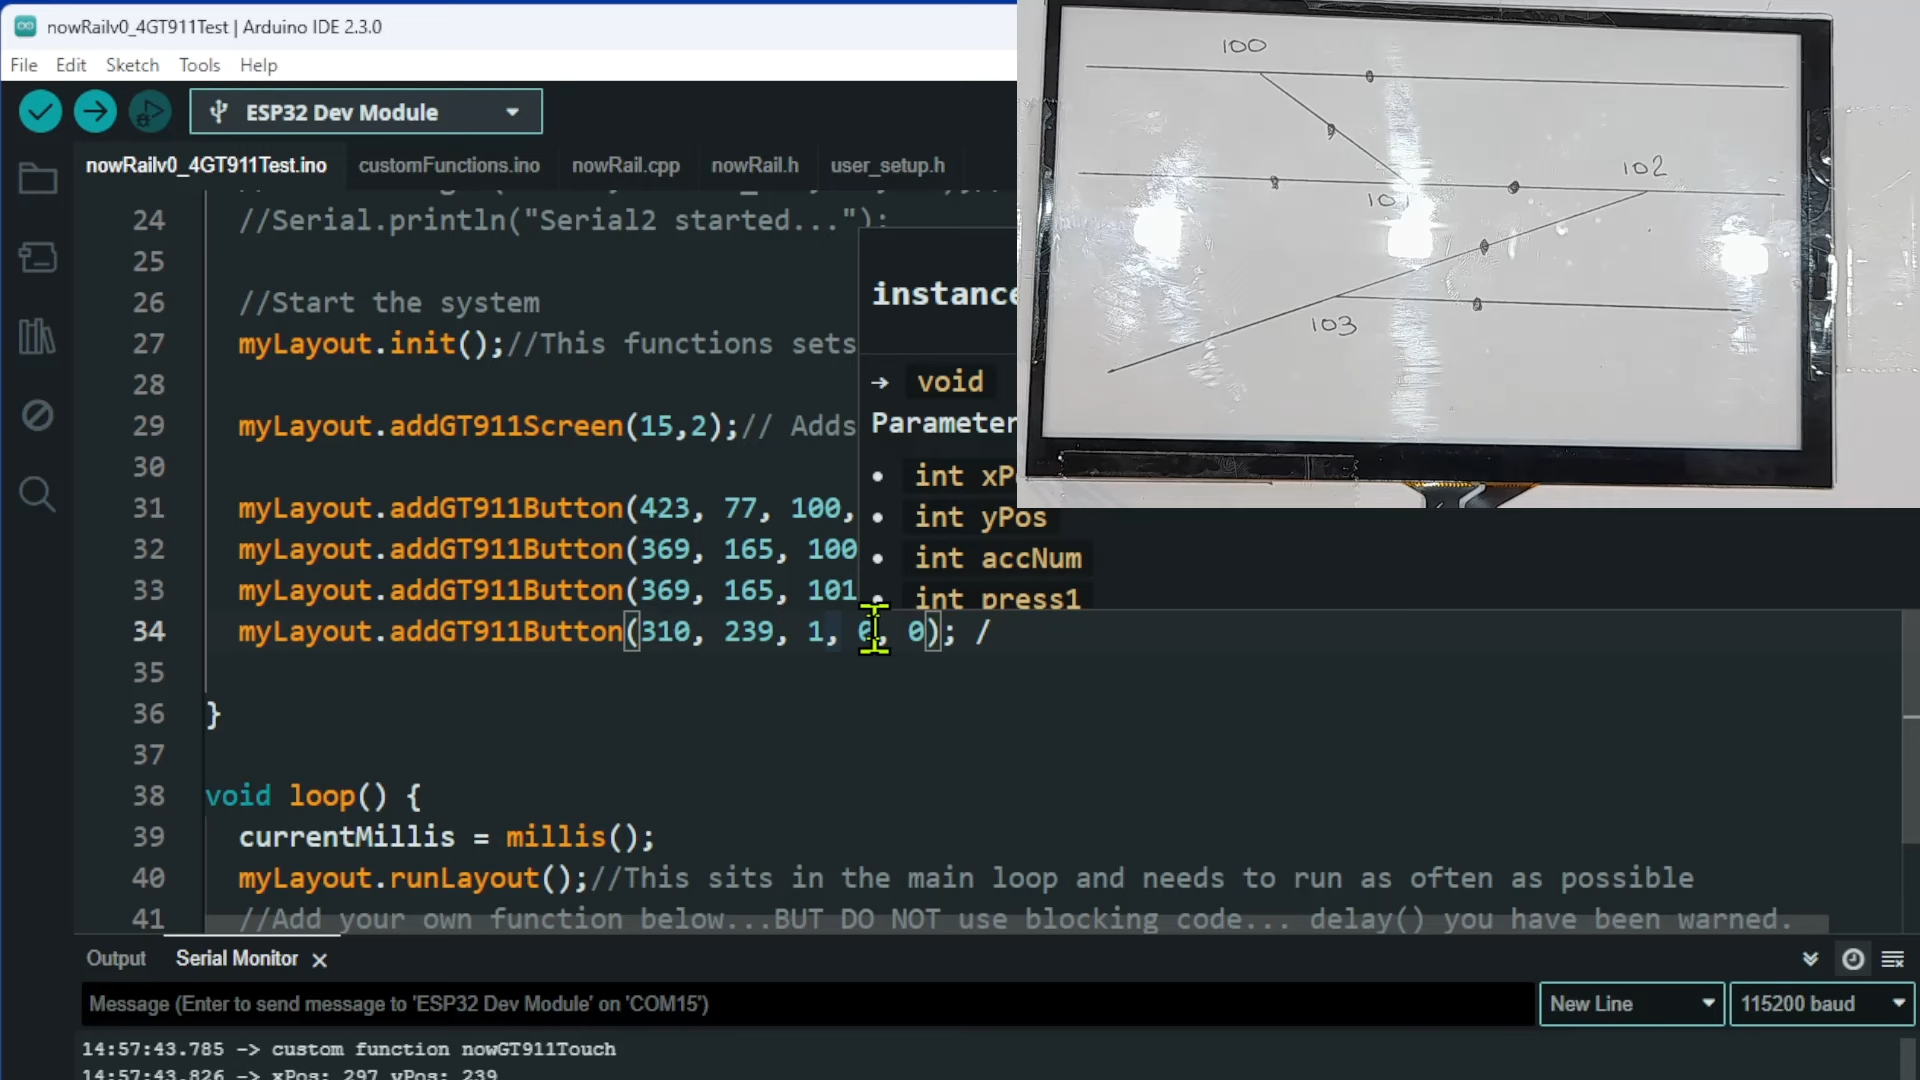 nowRailv0_4GT911Test | Arduino IDE 2.3.0
File Edit Sketch Tools Help
ESP32 Dev Module
nowRailv0_4GT911Test.ino customFunctions.ino nowRail.cpp nowRail.h user_setup.h
24 //Serial.println("Serial2 started...");
25
26 //Start the system
27 myLayout.init();//This functions sets
28
29 myLayout.addGT911Screen(15,2);// Adds
30
31 myLayout.addGT911Button(423, 77, 100,
32 myLayout.addGT911Button(369, 165, 100
33 myLayout.addGT911Button(369, 165, 101
34 myLayout.addGT911Button(310, 239, 1, 0, 0); /
35
36 }
37
38 void loop() {
39 currentMillis = millis();
40 myLayout.runLayout();//This sits in the main loop and needs to run as often as possible
41 //Add your own function below...BUT DO NOT use blocking code... delay() you have been warned.
instance
→ void
Parameter
• int xP
• int yPos
• int accNum
• int press1
100
101
102
103
Output Serial Monitor
Message (Enter to send message to 'ESP32 Dev Module' on 'COM15')
New Line 115200 baud
14:57:43.785 -> custom function nowGT911Touch
14:57:43.826 -> xPos: 297 yPos: 239